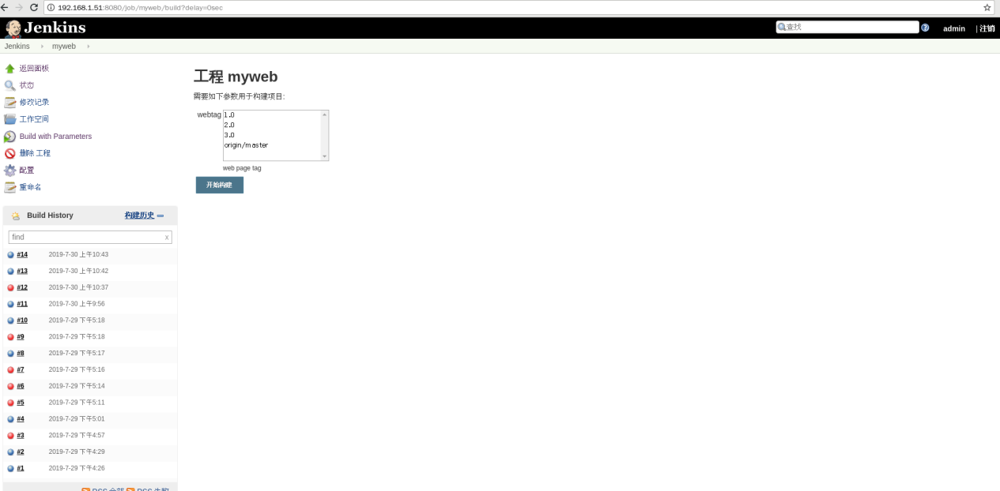 192.168.1.51:8080/job/myweb/build?delay=0sec
Jenkins
查找
admin
| 注销
Jenkins
myweb
返回面板
状态
修改记录
工作空间
Build with Parameters
删除 工程
配置
重命名
工程 myweb
需要如下参数用于构建项目:
webtag
1.0
2.0
3.0
origin/master
web page tag
开始构建
Build History
构建历史
find
x
#14 2019-7-30 上午10:43
#13 2019-7-30 上午10:42
#12 2019-7-30 上午10:37
#11 2019-7-30 上午9:56
#10 2019-7-29 下午5:18
#9 2019-7-29 下午5:18
#8 2019-7-29 下午5:17
#7 2019-7-29 下午5:16
#6 2019-7-29 下午5:14
#5 2019-7-29 下午5:11
#4 2019-7-29 下午5:01
#3 2019-7-29 下午4:57
#2 2019-7-29 下午4:29
#1 2019-7-29 下午4:26
RSS 全部 RSS 失败